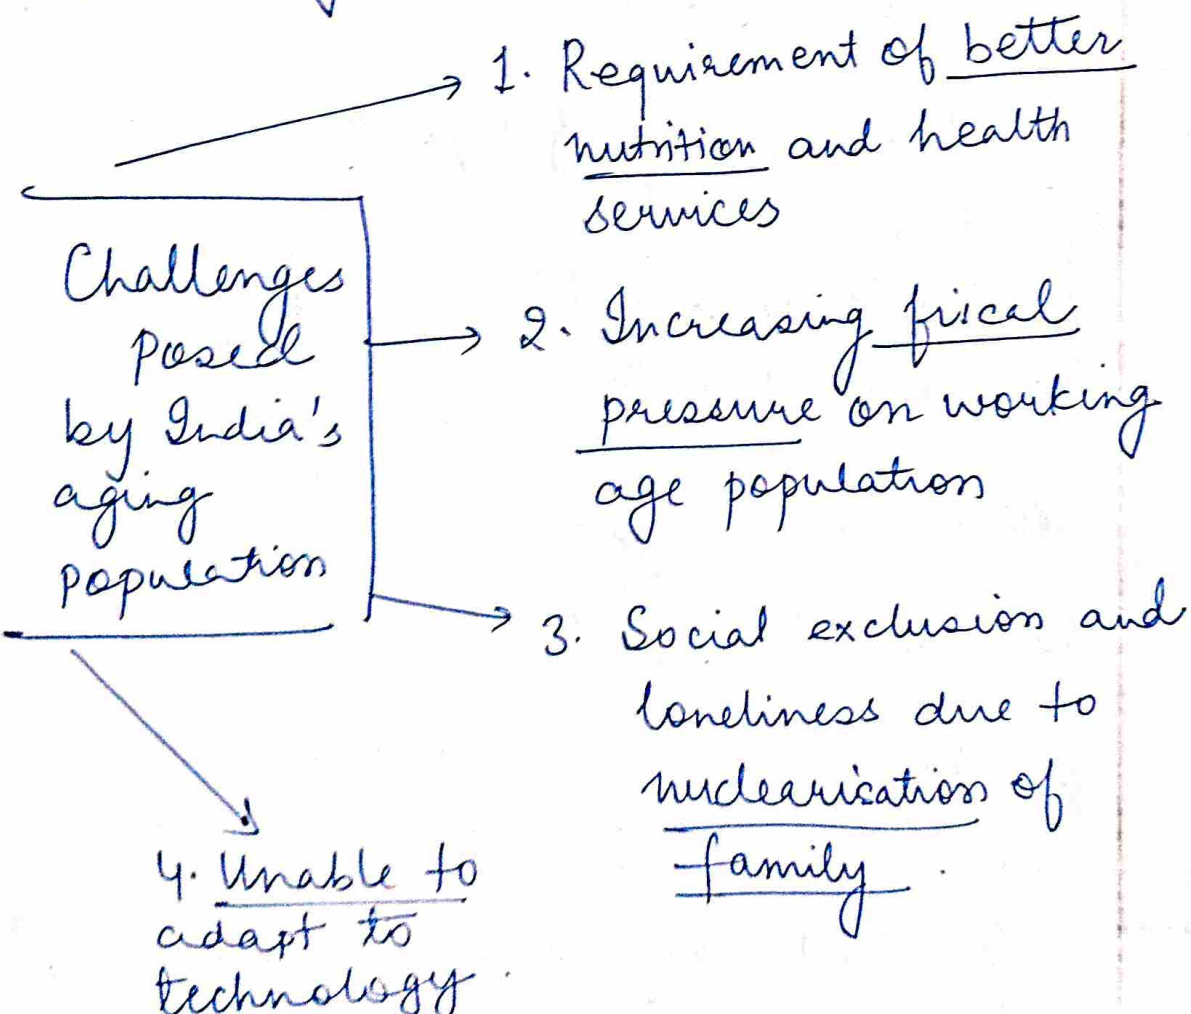 Challenges
posed
by India's
aging
population
1. Requirement of better
nutrition and health
services
2. Increasing fiscal
pressure on working
age population
3. Social exclusion and
loneliness due to
nuclearisation of
family.
4. Unable to
adapt to
technology.